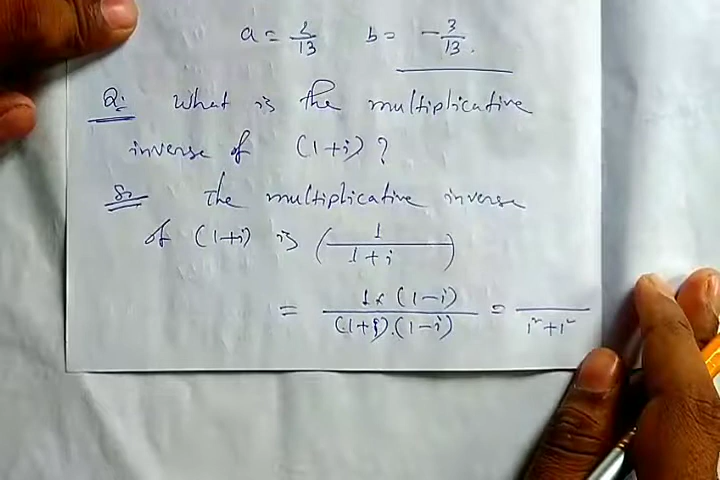 a = 2/13 b = -3/13.
Q: What is the multiplicative
inverse of (1+i) ?
Sn The multiplicative inverse
of (1+i) is (1/(1+i))
= 1×(1-i)/(1+i).(1-i) = /1²+1²